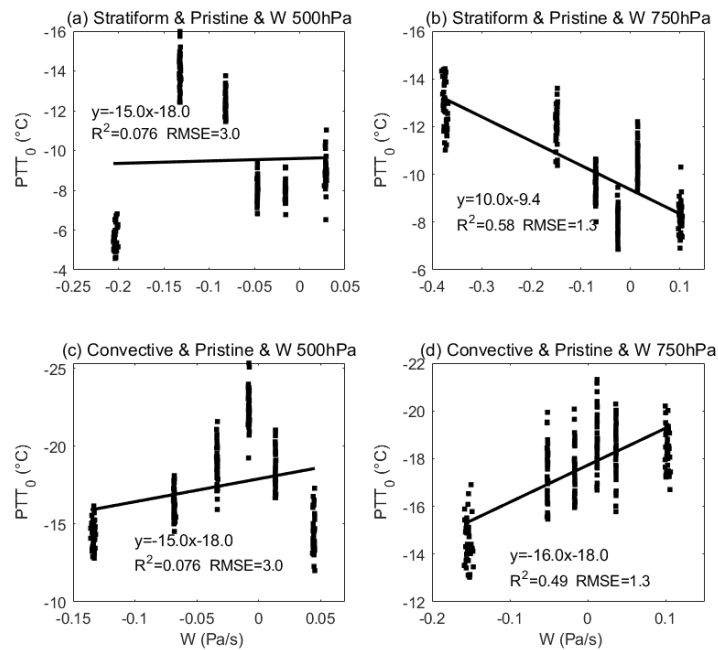 (a) Stratiform & Pristine & W 500hPa
-16
-14
-12
-10
-8
-6
-4
PTT0 (°C)
y=-15.0x-18.0
R2=0.076 RMSE=3.0
-0.25 -0.2 -0.15 -0.1 -0.05 0 0.05
(b) Stratiform & Pristine & W 750hPa
-16
-14
-12
-10
-8
-6
PTT0 (°C)
y=10.0x-9.4
R2=0.58 RMSE=1.3
-0.4 -0.3 -0.2 -0.1 0 0.1
(c) Convective & Pristine & W 500hPa
-25
-20
-15
-10
PTT0 (°C)
y=-15.0x-18.0
R2=0.076 RMSE=3.0
-0.15 -0.1 -0.05 0 0.05
W (Pa/s)
(d) Convective & Pristine & W 750hPa
-22
-20
-18
-16
-14
-12
PTT0 (°C)
y=-16.0x-18.0
R2=0.49 RMSE=1.3
-0.2 -0.1 0 0.1
W (Pa/s)